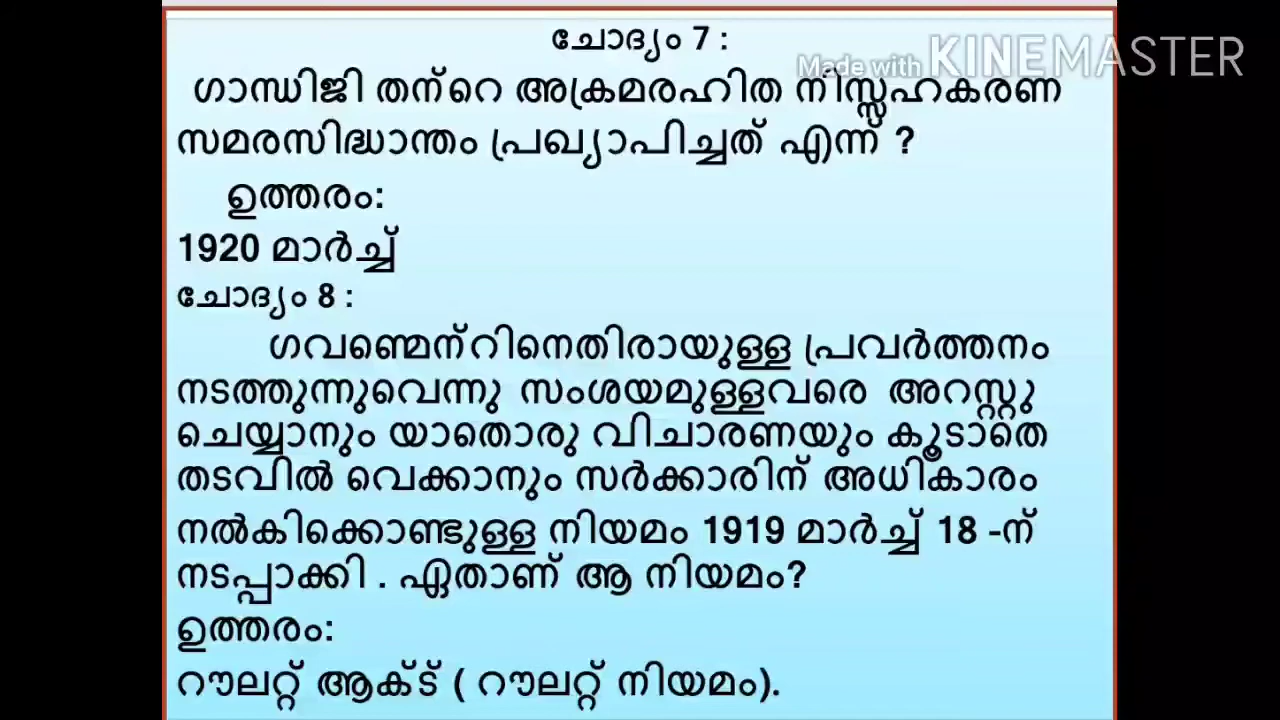 ചോദ്യം 7 :
Made with KINEMASTER
ഗാന്ധിജി തന്‍റെ അക്രമരഹിത നിസ്സഹകരണ
സമരസിദ്ധാന്തം പ്രഖ്യാപിച്ചത് എന്ന് ?
ഉത്തരം:
1920 മാർച്ച്
ചോദ്യം 8 :
ഗവണ്മെന്‍റിനെതിരായുള്ള പ്രവർത്തനം
നടത്തുന്നുവെന്നു സംശയമുള്ളവരെ അറസ്റ്റു
ചെയ്യാനും യാതൊരു വിചാരണയും കൂടാതെ
തടവിൽ വെക്കാനും സർക്കാരിന് അധികാരം
നൽകിക്കൊണ്ടുള്ള നിയമം 1919 മാർച്ച് 18 -ന്
നടപ്പാക്കി . ഏതാണ് ആ നിയമം?
ഉത്തരം:
റൗലറ്റ് ആക്ട് ( റൗലറ്റ് നിയമം).